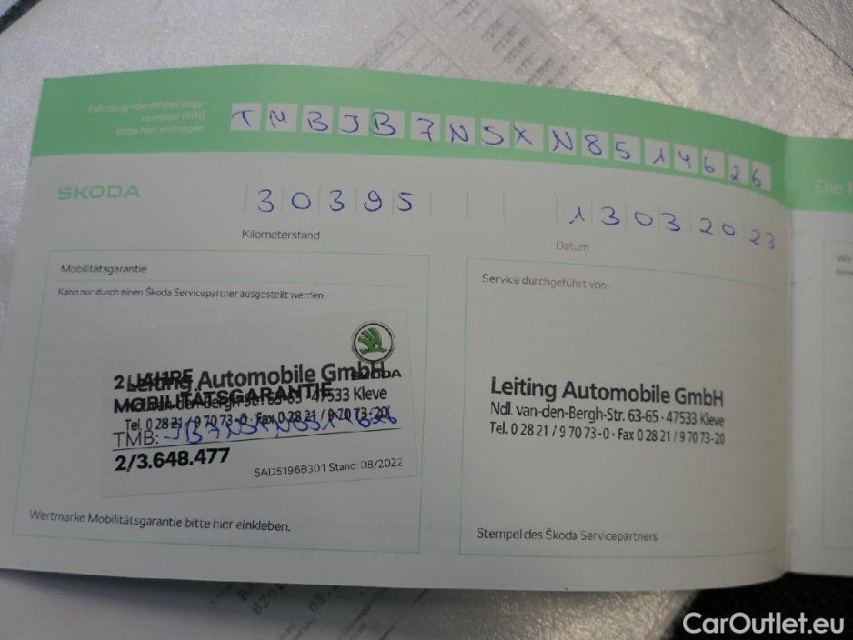 Fahrzeug-Identifizierungs-
nummer (FIN)
Bitte hier eintragen
TMBJB7NSXN8514626
SKODA
30395
13032023
Kilometerstand
Datum
Mobilitätsgarantie
Kann nur durch einen Škoda Servicepartner ausgestellt werden
Service durchgeführt von:
2 JAHRE
MOBILITÄTSGARANTIE
Leiting Automobile GmbH
47533 Kleve
Tel. 0 28 21 / 9 70 73-0 · Fax 0 28 21 / 9 70 73-20
TMB: JB7NSXN8514626
2/3.648.477
SAD51968301 Stand: 08/2022
Wertmarke Mobilitätsgarantie bitte hier einkleben.
Leiting Automobile GmbH
Ndl. van-den-Bergh-Str. 63-65 · 47533 Kleve
Tel. 0 28 21 / 9 70 73-0 · Fax 0 28 21 / 9 70 73-20
Stempel des Škoda Servicepartners
Die
CarOutlet.eu